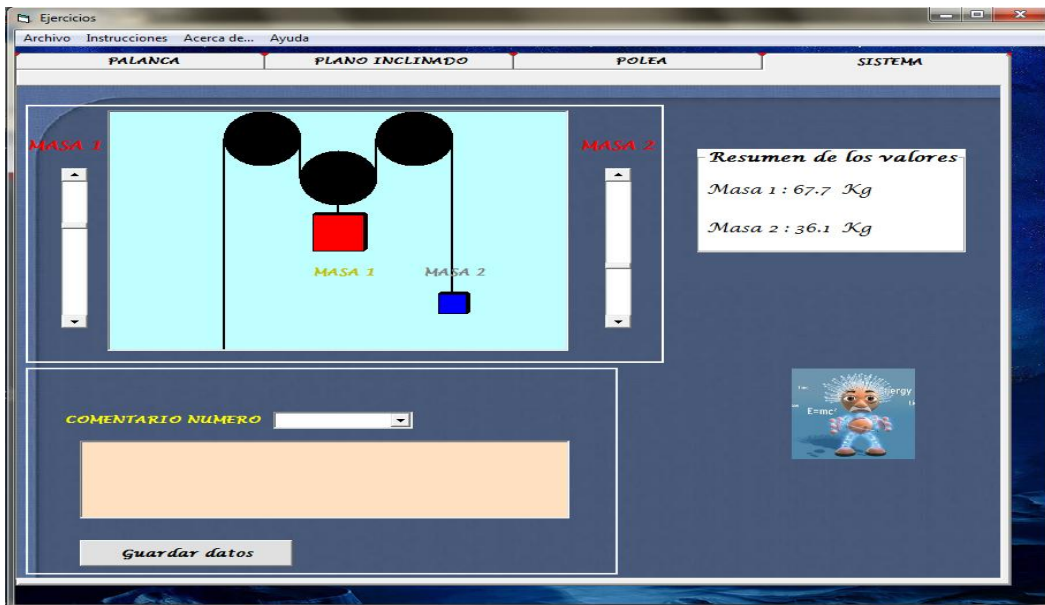 Ejercicios
Archivo Instrucciones Acerca de... Ayuda
PALANCA PLANO INCLINADO POLEA SISTEMA
MASA 1
MASA 2
Resumen de los valores
Masa 1 : 67.7 Kg
Masa 2 : 36.1 Kg
MASA 1 MASA 2
COMENTARIO NUMERO
E=mc²
Guardar datos